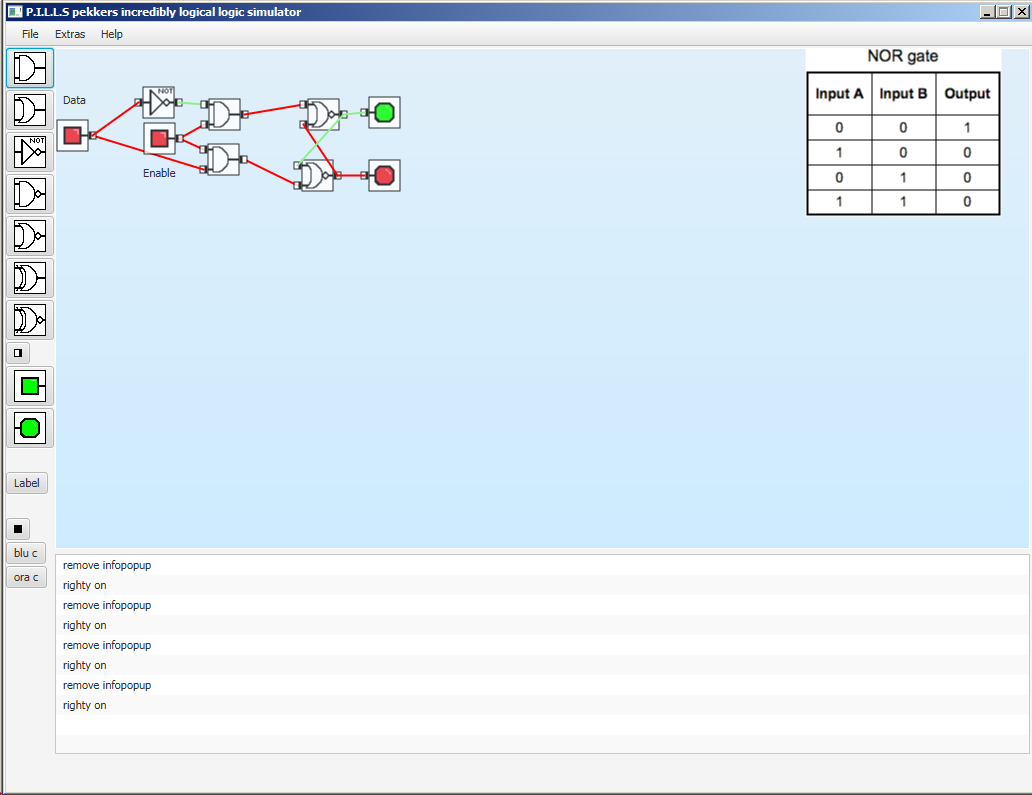 P.I.L.L.S pekkers incredibly logical logic simulator
File Extras Help
NOR gate
Input A Input B Output
0 0 1
1 0 0
0 1 0
1 1 0
Data
NOT
Enable
NOT
Label
blu c
ora c
remove infopopup
righty on
remove infopopup
righty on
remove infopopup
righty on
remove infopopup
righty on